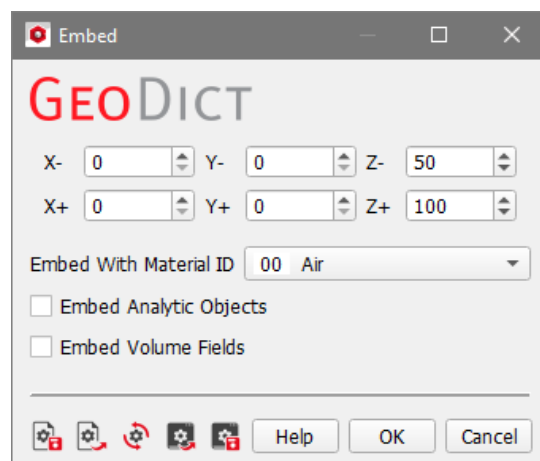 Embed
GEODICT
X- 0 Y- 0 Z- 50
X+ 0 Y+ 0 Z+ 100
Embed With Material ID 00 Air
Embed Analytic Objects
Embed Volume Fields
Help OK Cancel